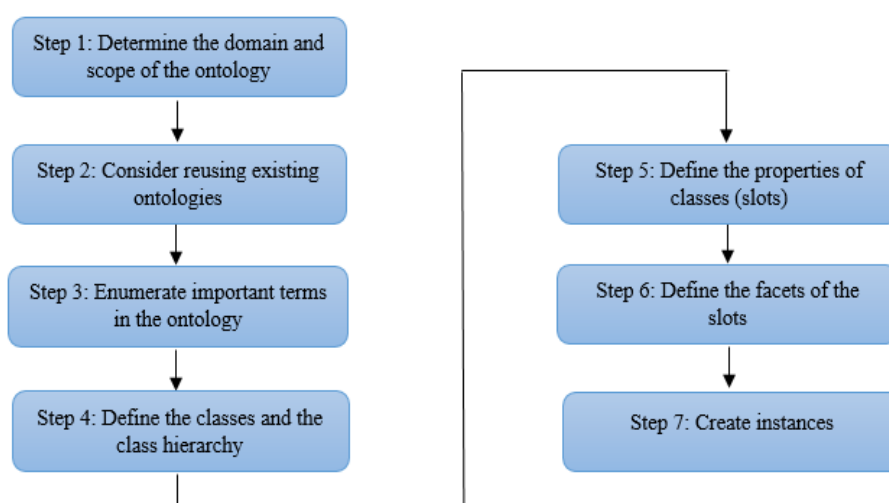 Step 1: Determine the domain and
scope of the ontology
Step 2: Consider reusing existing
ontologies
Step 3: Enumerate important terms
in the ontology
Step 4: Define the classes and the
class hierarchy
Step 5: Define the properties of
classes (slots)
Step 6: Define the facets of the
slots
Step 7: Create instances